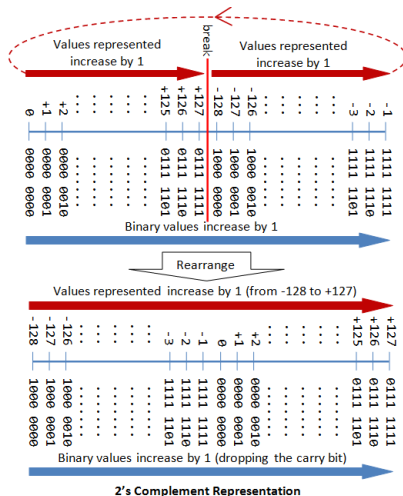 break
Values represented increase by 1
Values represented increase by 1
0 +1 +2 . . . . . +125 +126 +127 -128 -127 -126 . . . . . -3 -2 -1
0000 0000
0000 0001
0000 0010
0111 1101
0111 1110
0111 1111
1000 0000
1000 0001
1000 0010
1111 1101
1111 1110
1111 1111
Binary values increase by 1
Rearrange
Values represented increase by 1 (from -128 to +127)
-128 -127 -126 . . . . . -3 -2 -1 0 +1 +2 . . . . . +125 +126 +127
1000 0000
1000 0001
1000 0010
1111 1101
1111 1110
1111 1111
0000 0000
0000 0001
0000 0010
0111 1101
0111 1110
0111 1111
Binary values increase by 1 (dropping the carry bit)
2's Complement Representation